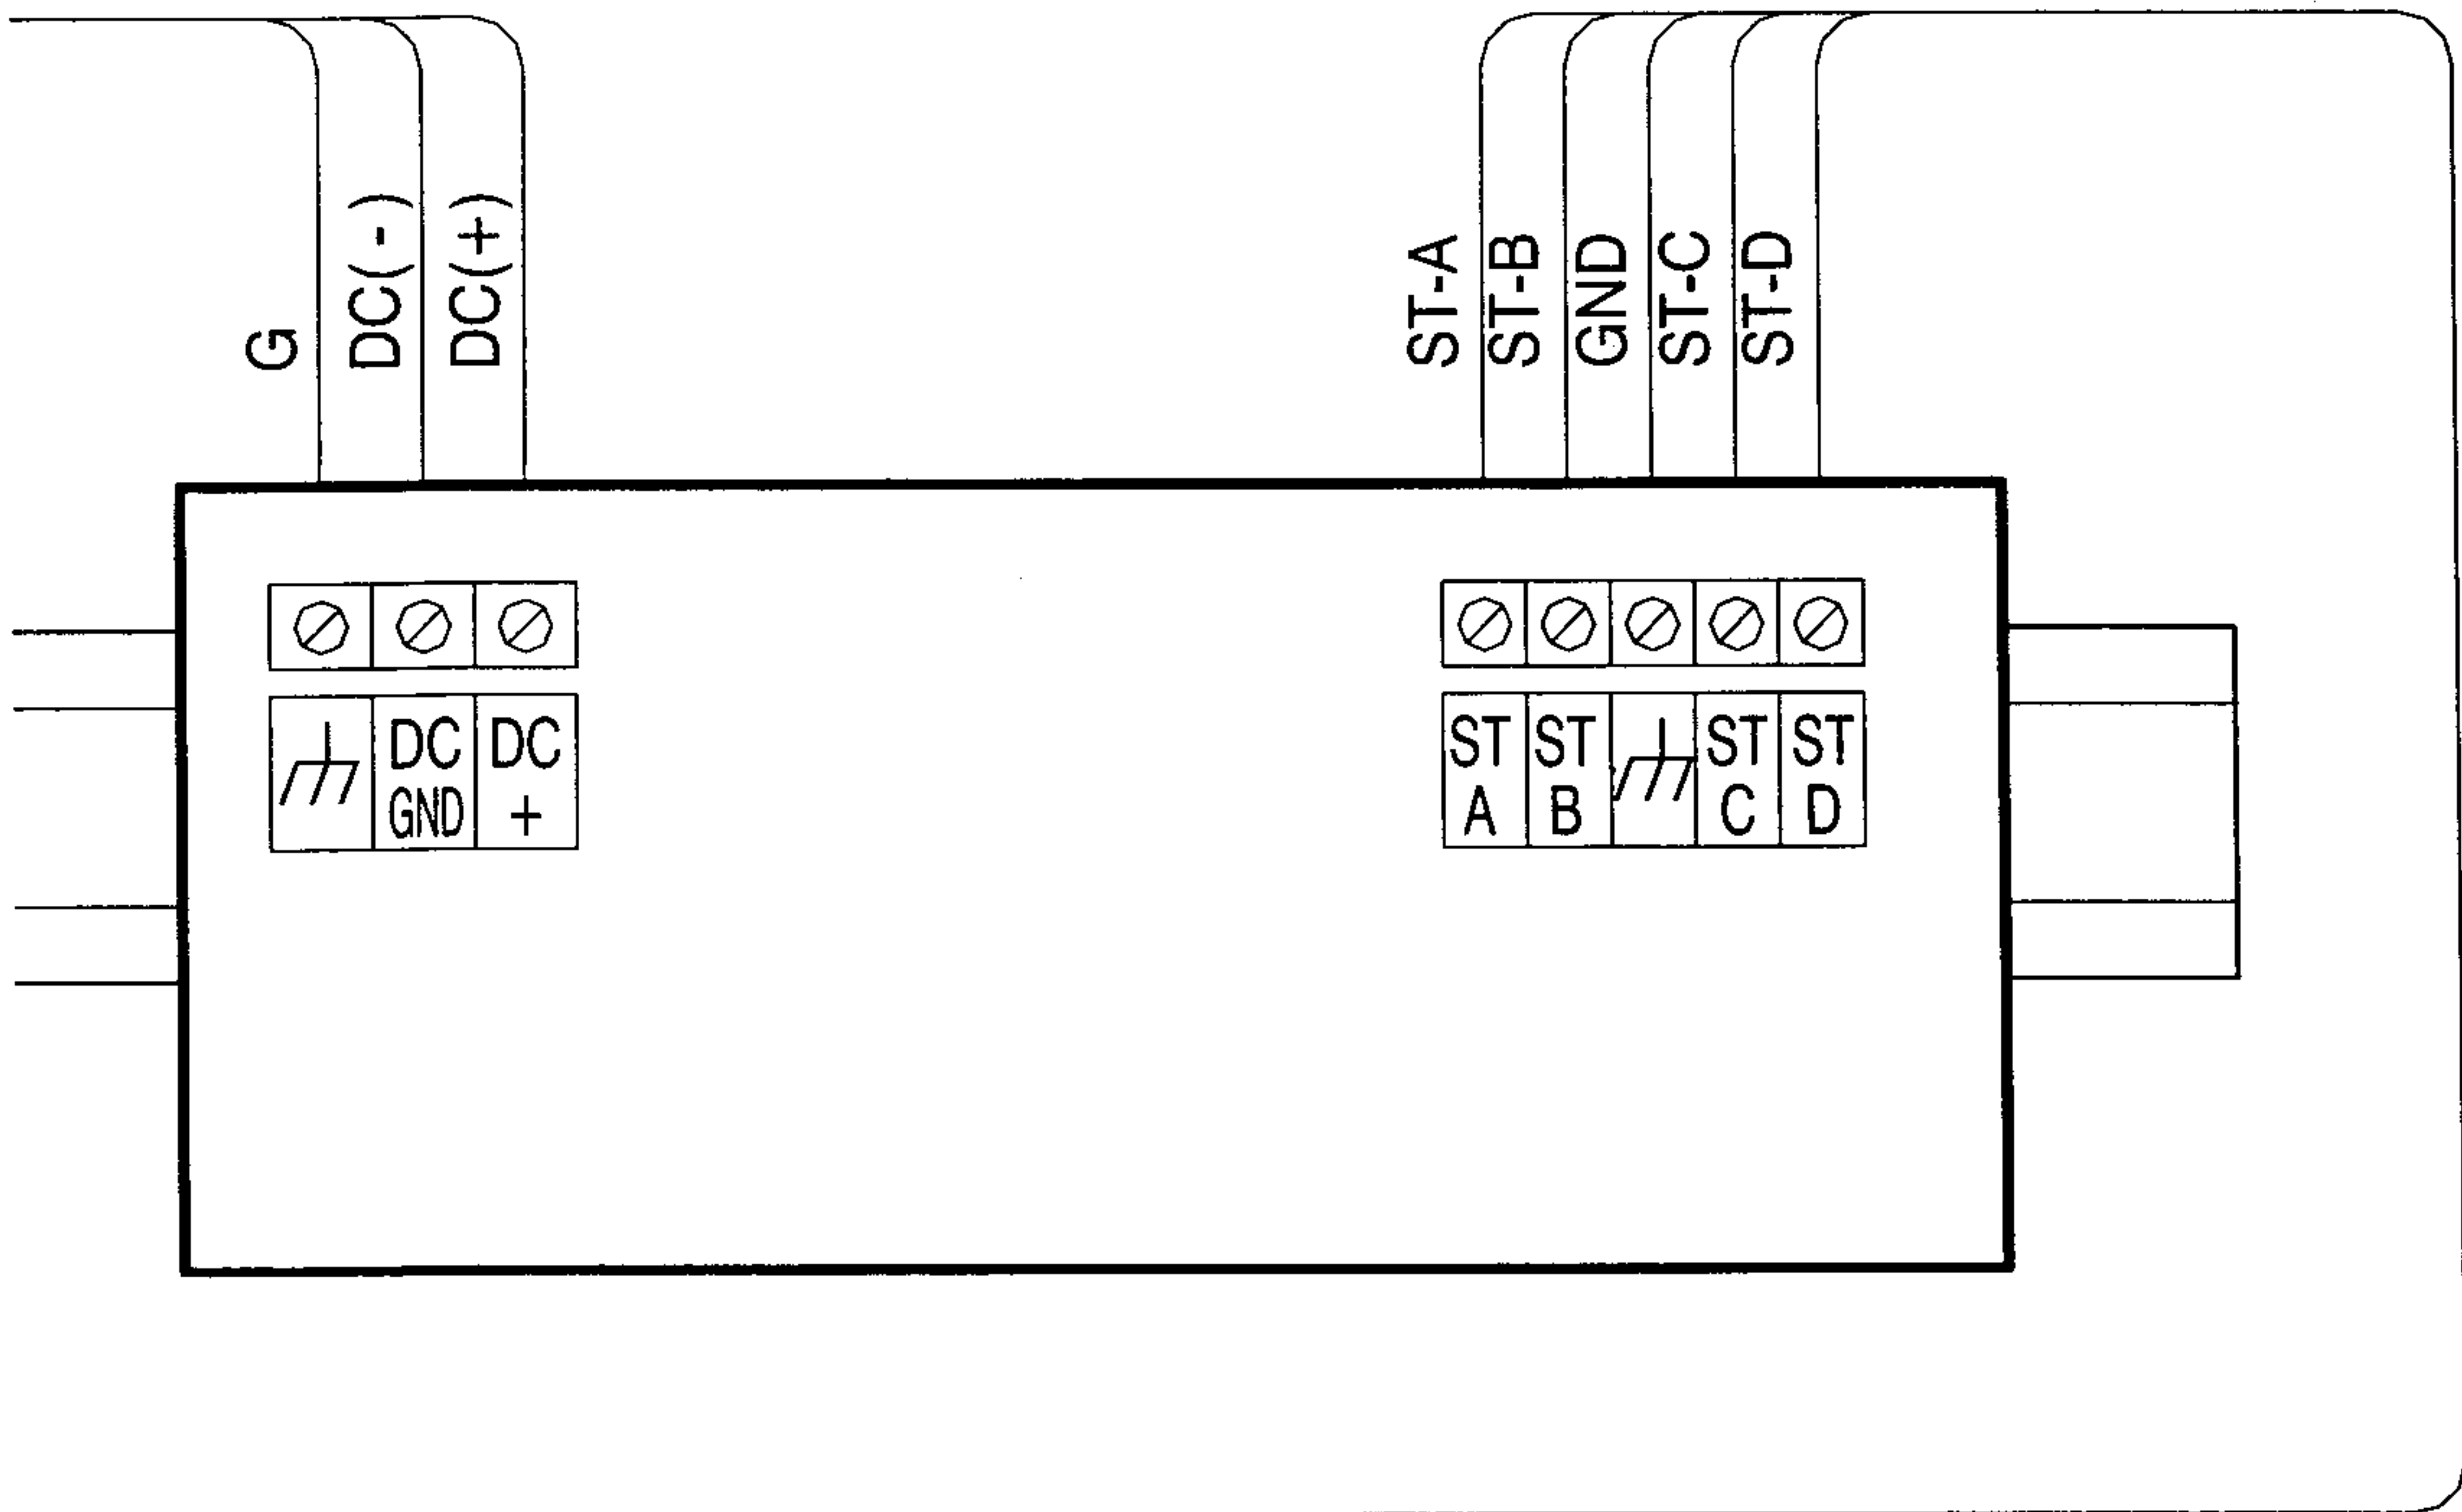 G
DC(-)
DC(+)
ST-A
ST-B
GND
ST-C
ST-D
DC
GND
DC
+
ST
A
ST
B
ST
C
ST
D